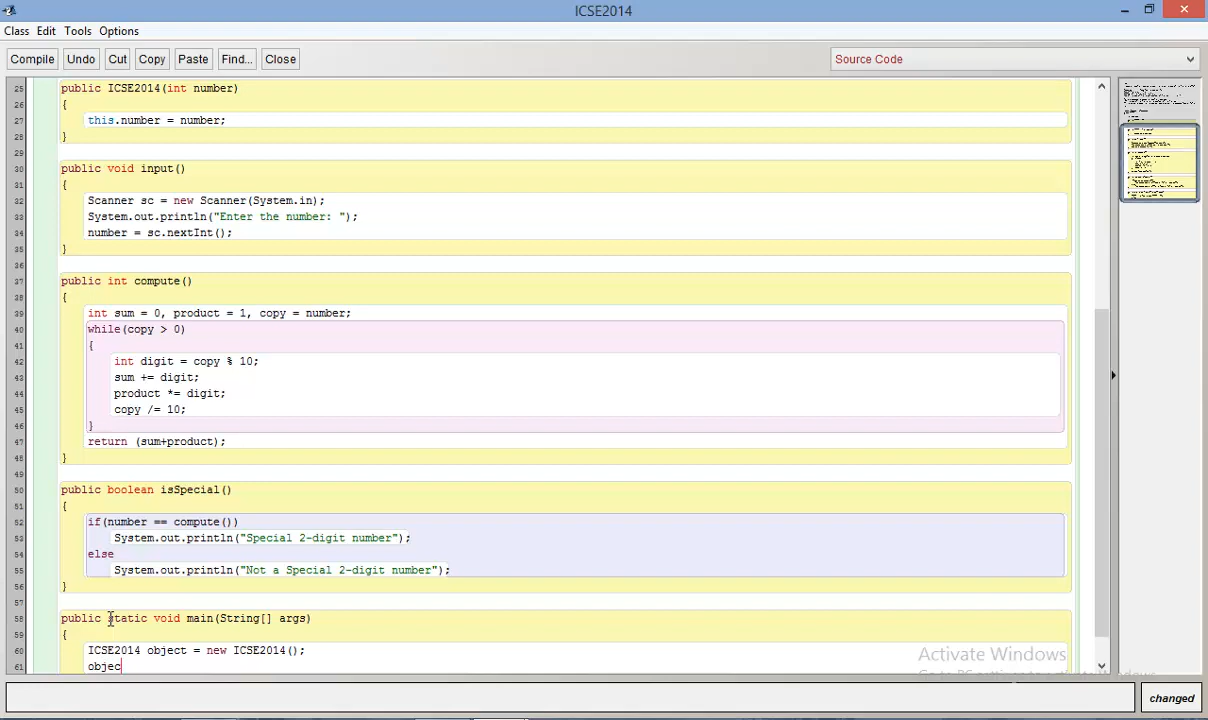 ICSE2014
Class Edit Tools Options
Compile Undo Cut Copy Paste Find... Close Source Code
25 public ICSE2014(int number)
26 {
27 this.number = number;
28 }
29
30 public void input()
31 {
32 Scanner sc = new Scanner(System.in);
33 System.out.println("Enter the number: ");
34 number = sc.nextInt();
35 }
36
37 public int compute()
38 {
39 int sum = 0, product = 1, copy = number;
40 while(copy > 0)
41 {
42 int digit = copy % 10;
43 sum += digit;
44 product *= digit;
45 copy /= 10;
46 }
47 return (sum+product);
48 }
49
50 public boolean isSpecial()
51 {
52 if(number == compute())
53 System.out.println("Special 2-digit number");
54 else
55 System.out.println("Not a Special 2-digit number");
56 }
57
58 public static void main(String[] args)
59 {
60 ICSE2014 object = new ICSE2014();
61 objec
Activate Windows
changed